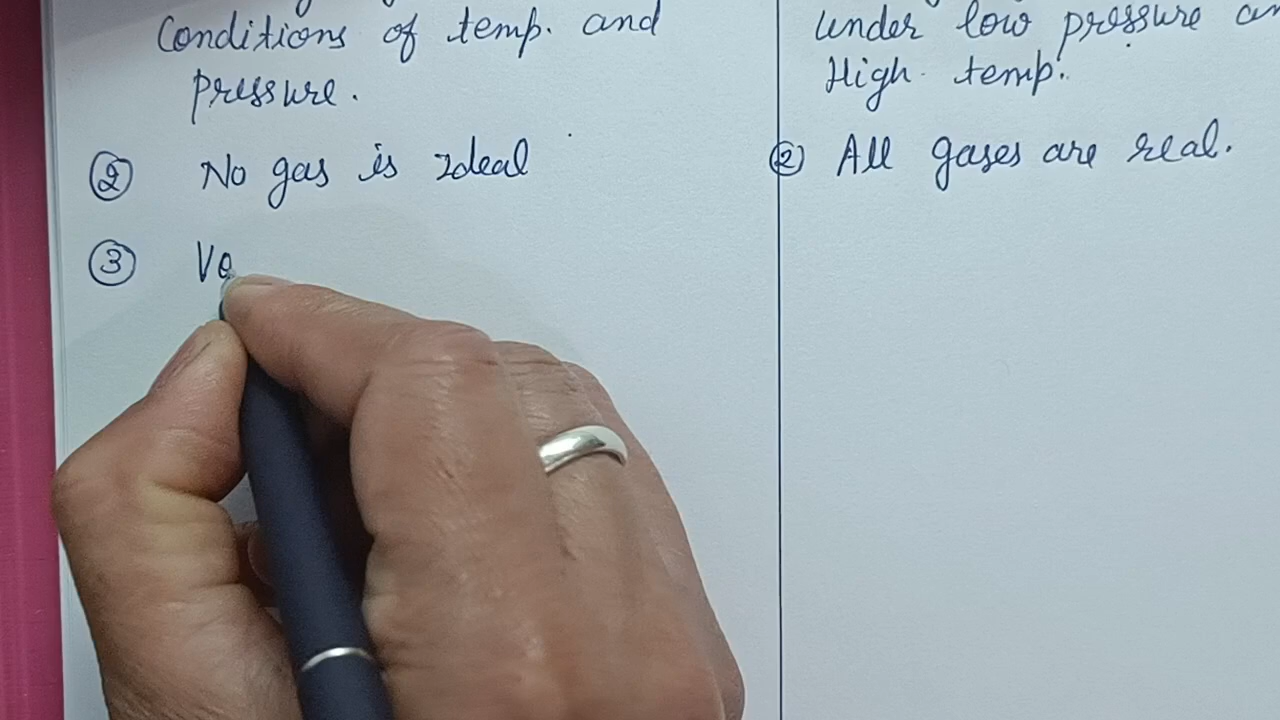 Conditions of temp. and
pressure.
② No gas is Ideal
③ Vo
under low pressure
High temp.
② All gases are real.